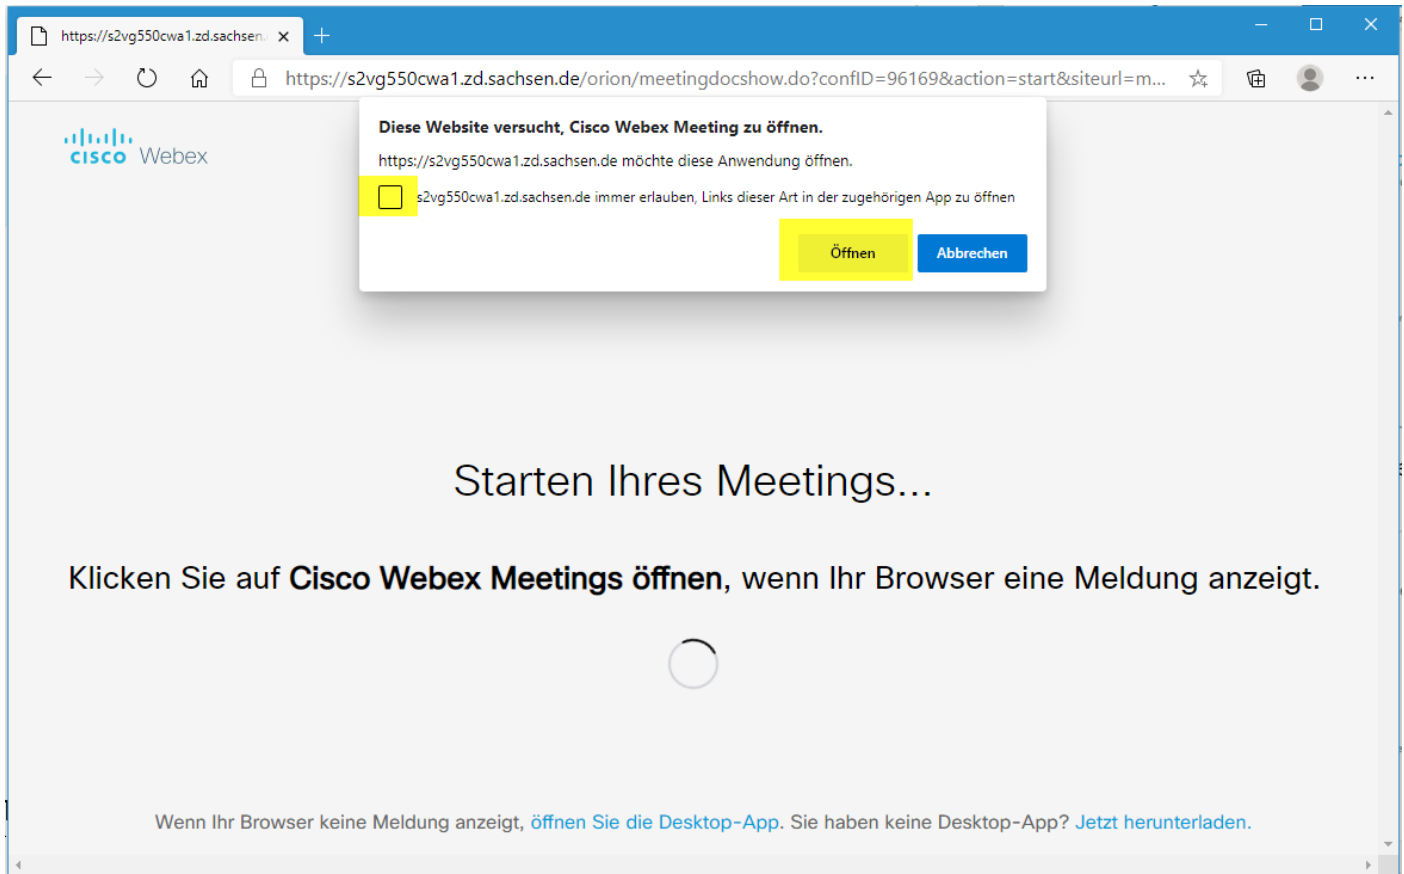 https://s2vg550cwa1.zd.sachsen.
https://s2vg550cwa1.zd.sachsen.de/orion/meetingdocshow.do?confID=96169&action=start&siteurl=m...
CISCO Webex
Diese Website versucht, Cisco Webex Meeting zu öffnen.
https://s2vg550cwa1.zd.sachsen.de möchte diese Anwendung öffnen.
s2vg550cwa1.zd.sachsen.de immer erlauben, Links dieser Art in der zugehörigen App zu öffnen
Öffnen Abbrechen
Starten Ihres Meetings...
Klicken Sie auf Cisco Webex Meetings öffnen, wenn Ihr Browser eine Meldung anzeigt.
Wenn Ihr Browser keine Meldung anzeigt, öffnen Sie die Desktop-App. Sie haben keine Desktop-App? Jetzt herunterladen.